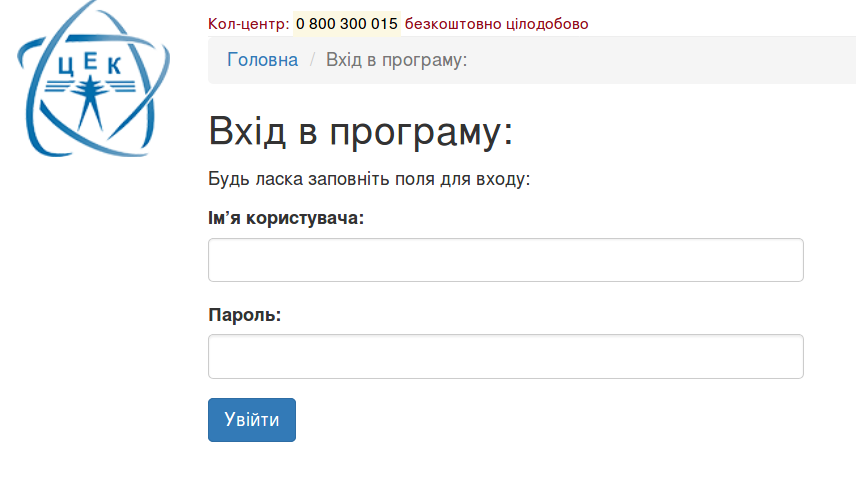 ЦЕК
Кол-центр: 0 800 300 015 безкоштовно цілодобово
Головна / Вхід в програму:
Вхід в програму:
Будь ласка заповніть поля для входу:
Ім'я користувача:
Пароль:
Увійти